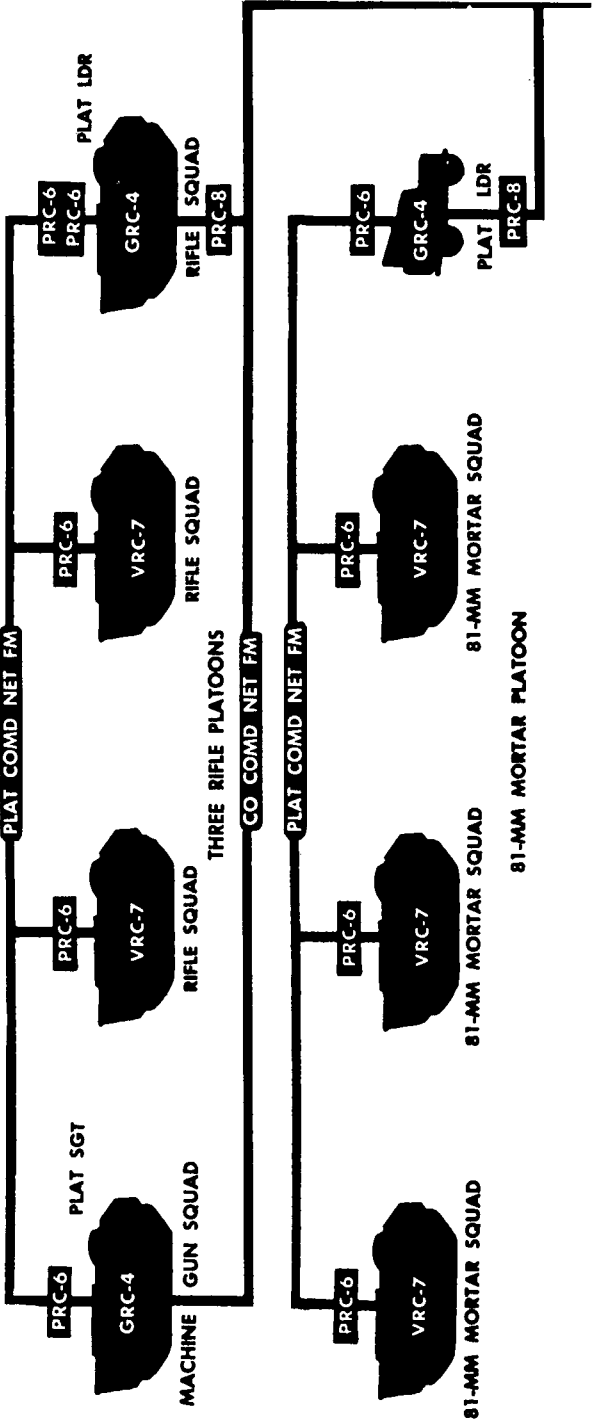 PLAT COMD NET FM
PRC-6
PLAT SGT
GRC-4
MACHINE GUN SQUAD
PRC-6
VRC-7
RIFLE SQUAD
PRC-6
VRC-7
RIFLE SQUAD
PRC-6
PRC-6
PLAT LDR
GRC-4
RIFLE SQUAD
PRC-8
THREE RIFLE PLATOONS
CO COMD NET FM
PLAT COMD NET FM
PRC-6
VRC-7
81-MM MORTAR SQUAD
PRC-6
VRC-7
81-MM MORTAR SQUAD
PRC-6
VRC-7
81-MM MORTAR SQUAD
PRC-6
GRC-4
PLAT LDR
PRC-8
81-MM MORTAR PLATOON